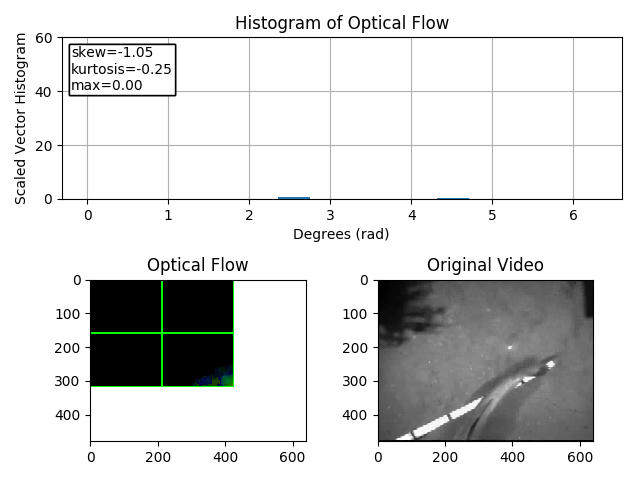 Histogram of Optical Flow
60
40
20
0
Scaled Vector Histogram
skew=-1.05
kurtosis=-0.25
max=0.00
0 1 2 3 4 5 6
Degrees (rad)
Optical Flow
0
100
200
300
400
0 200 400 600
Original Video
0
100
200
300
400
0 200 400 600